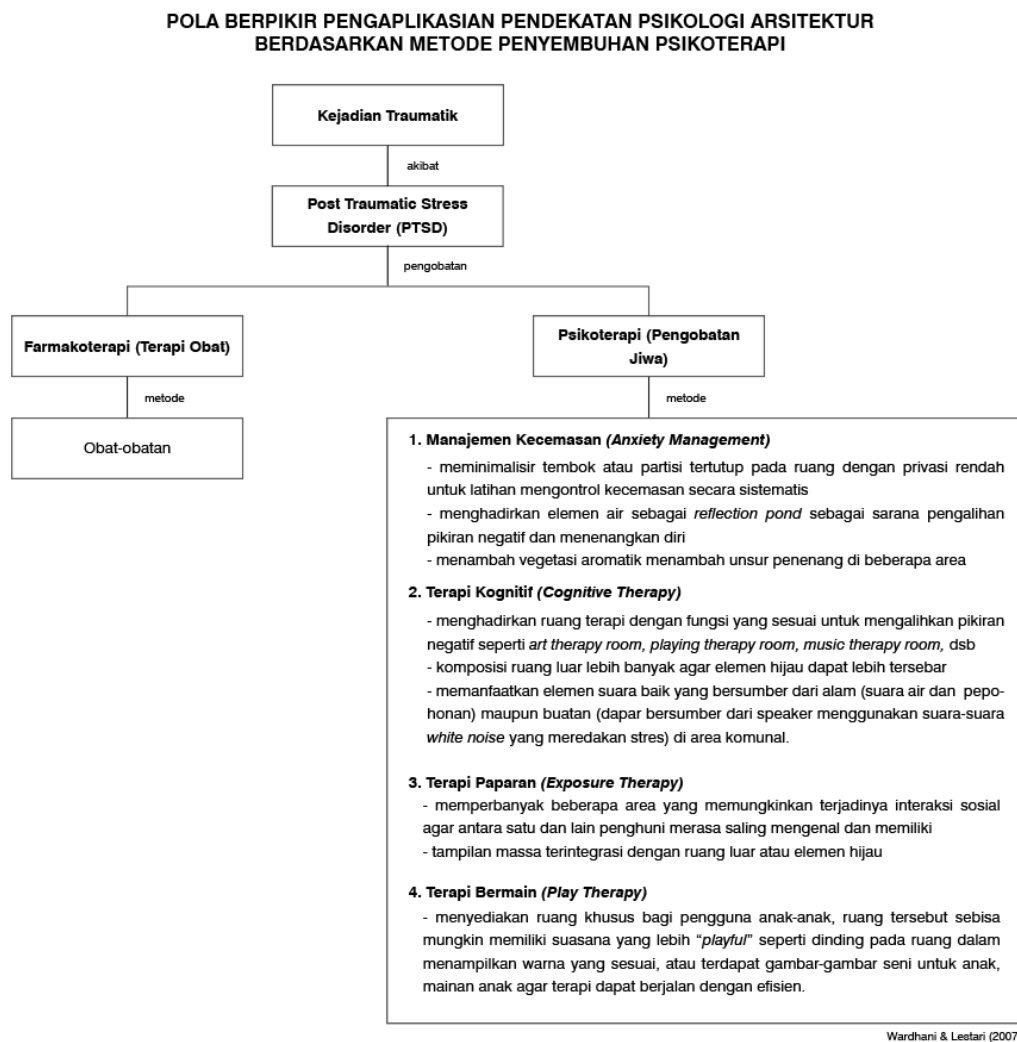 POLA BERPIKIR PENGAPLIKASIAN PENDEKATAN PSIKOLOGI ARSITEKTUR
BERDASARKAN METODE PENYEMBUHAN PSIKOTERAPI
Kejadian Traumatik
akibat
Post Traumatic Stress
Disorder (PTSD)
pengobatan
Farmakoterapi (Terapi Obat)
metode
Obat-obatan
Psikoterapi (Pengobatan
Jiwa)
metode
1. Manajemen Kecemasan (Anxiety Management)
- meminimalisir tembok atau partisi tertutup pada ruang dengan privasi rendah
untuk latihan mengontrol kecemasan secara sistematis
- menghadirkan elemen air sebagai reflection pond sebagai sarana pengalihan
pikiran negatif dan menenangkan diri
- menambah vegetasi aromatik menambah unsur penenang di beberapa area
2. Terapi Kognitif (Cognitive Therapy)
- menghadirkan ruang terapi dengan fungsi yang sesuai untuk mengalihkan pikiran
negatif seperti art therapy room, playing therapy room, music therapy room, dsb
- komposisi ruang luar lebih banyak agar elemen hijau dapat lebih tersebar
- memanfaatkan elemen suara baik yang bersumber dari alam (suara air dan pepo-
honan) maupun buatan (dapar bersumber dari speaker menggunakan suara-suara
white noise yang meredakan stres) di area komunal.
3. Terapi Paparan (Exposure Therapy)
- memperbanyak beberapa area yang memungkinkan terjadinya interaksi sosial
agar antara satu dan lain penghuni merasa saling mengenal dan memiliki
- tampilan massa terintegrasi dengan ruang luar atau elemen hijau
4. Terapi Bermain (Play Therapy)
- menyediakan ruang khusus bagi pengguna anak-anak, ruang tersebut sebisa
mungkin memiliki suasana yang lebih “playful” seperti dinding pada ruang dalam
menampilkan warna yang sesuai, atau terdapat gambar-gambar seni untuk anak,
mainan anak agar terapi dapat berjalan dengan efisien.
Wardhani & Lestari (2007